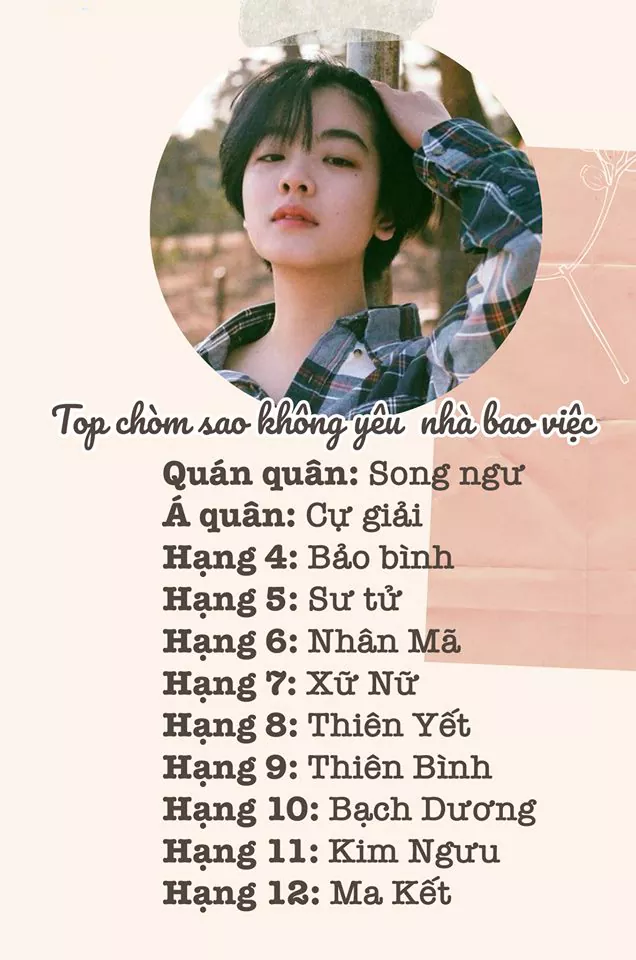 Top chòm sao không yêu nhà bao việc
Quán quân: Song ngư
Á quân: Cự giải
Hạng 4: Bảo bình
Hạng 5: Sư tử
Hạng 6: Nhân Mã
Hạng 7: Xữ Nữ
Hạng 8: Thiên Yết
Hạng 9: Thiên Bình
Hạng 10: Bạch Dương
Hạng 11: Kim Ngưu
Hạng 12: Ma Kết